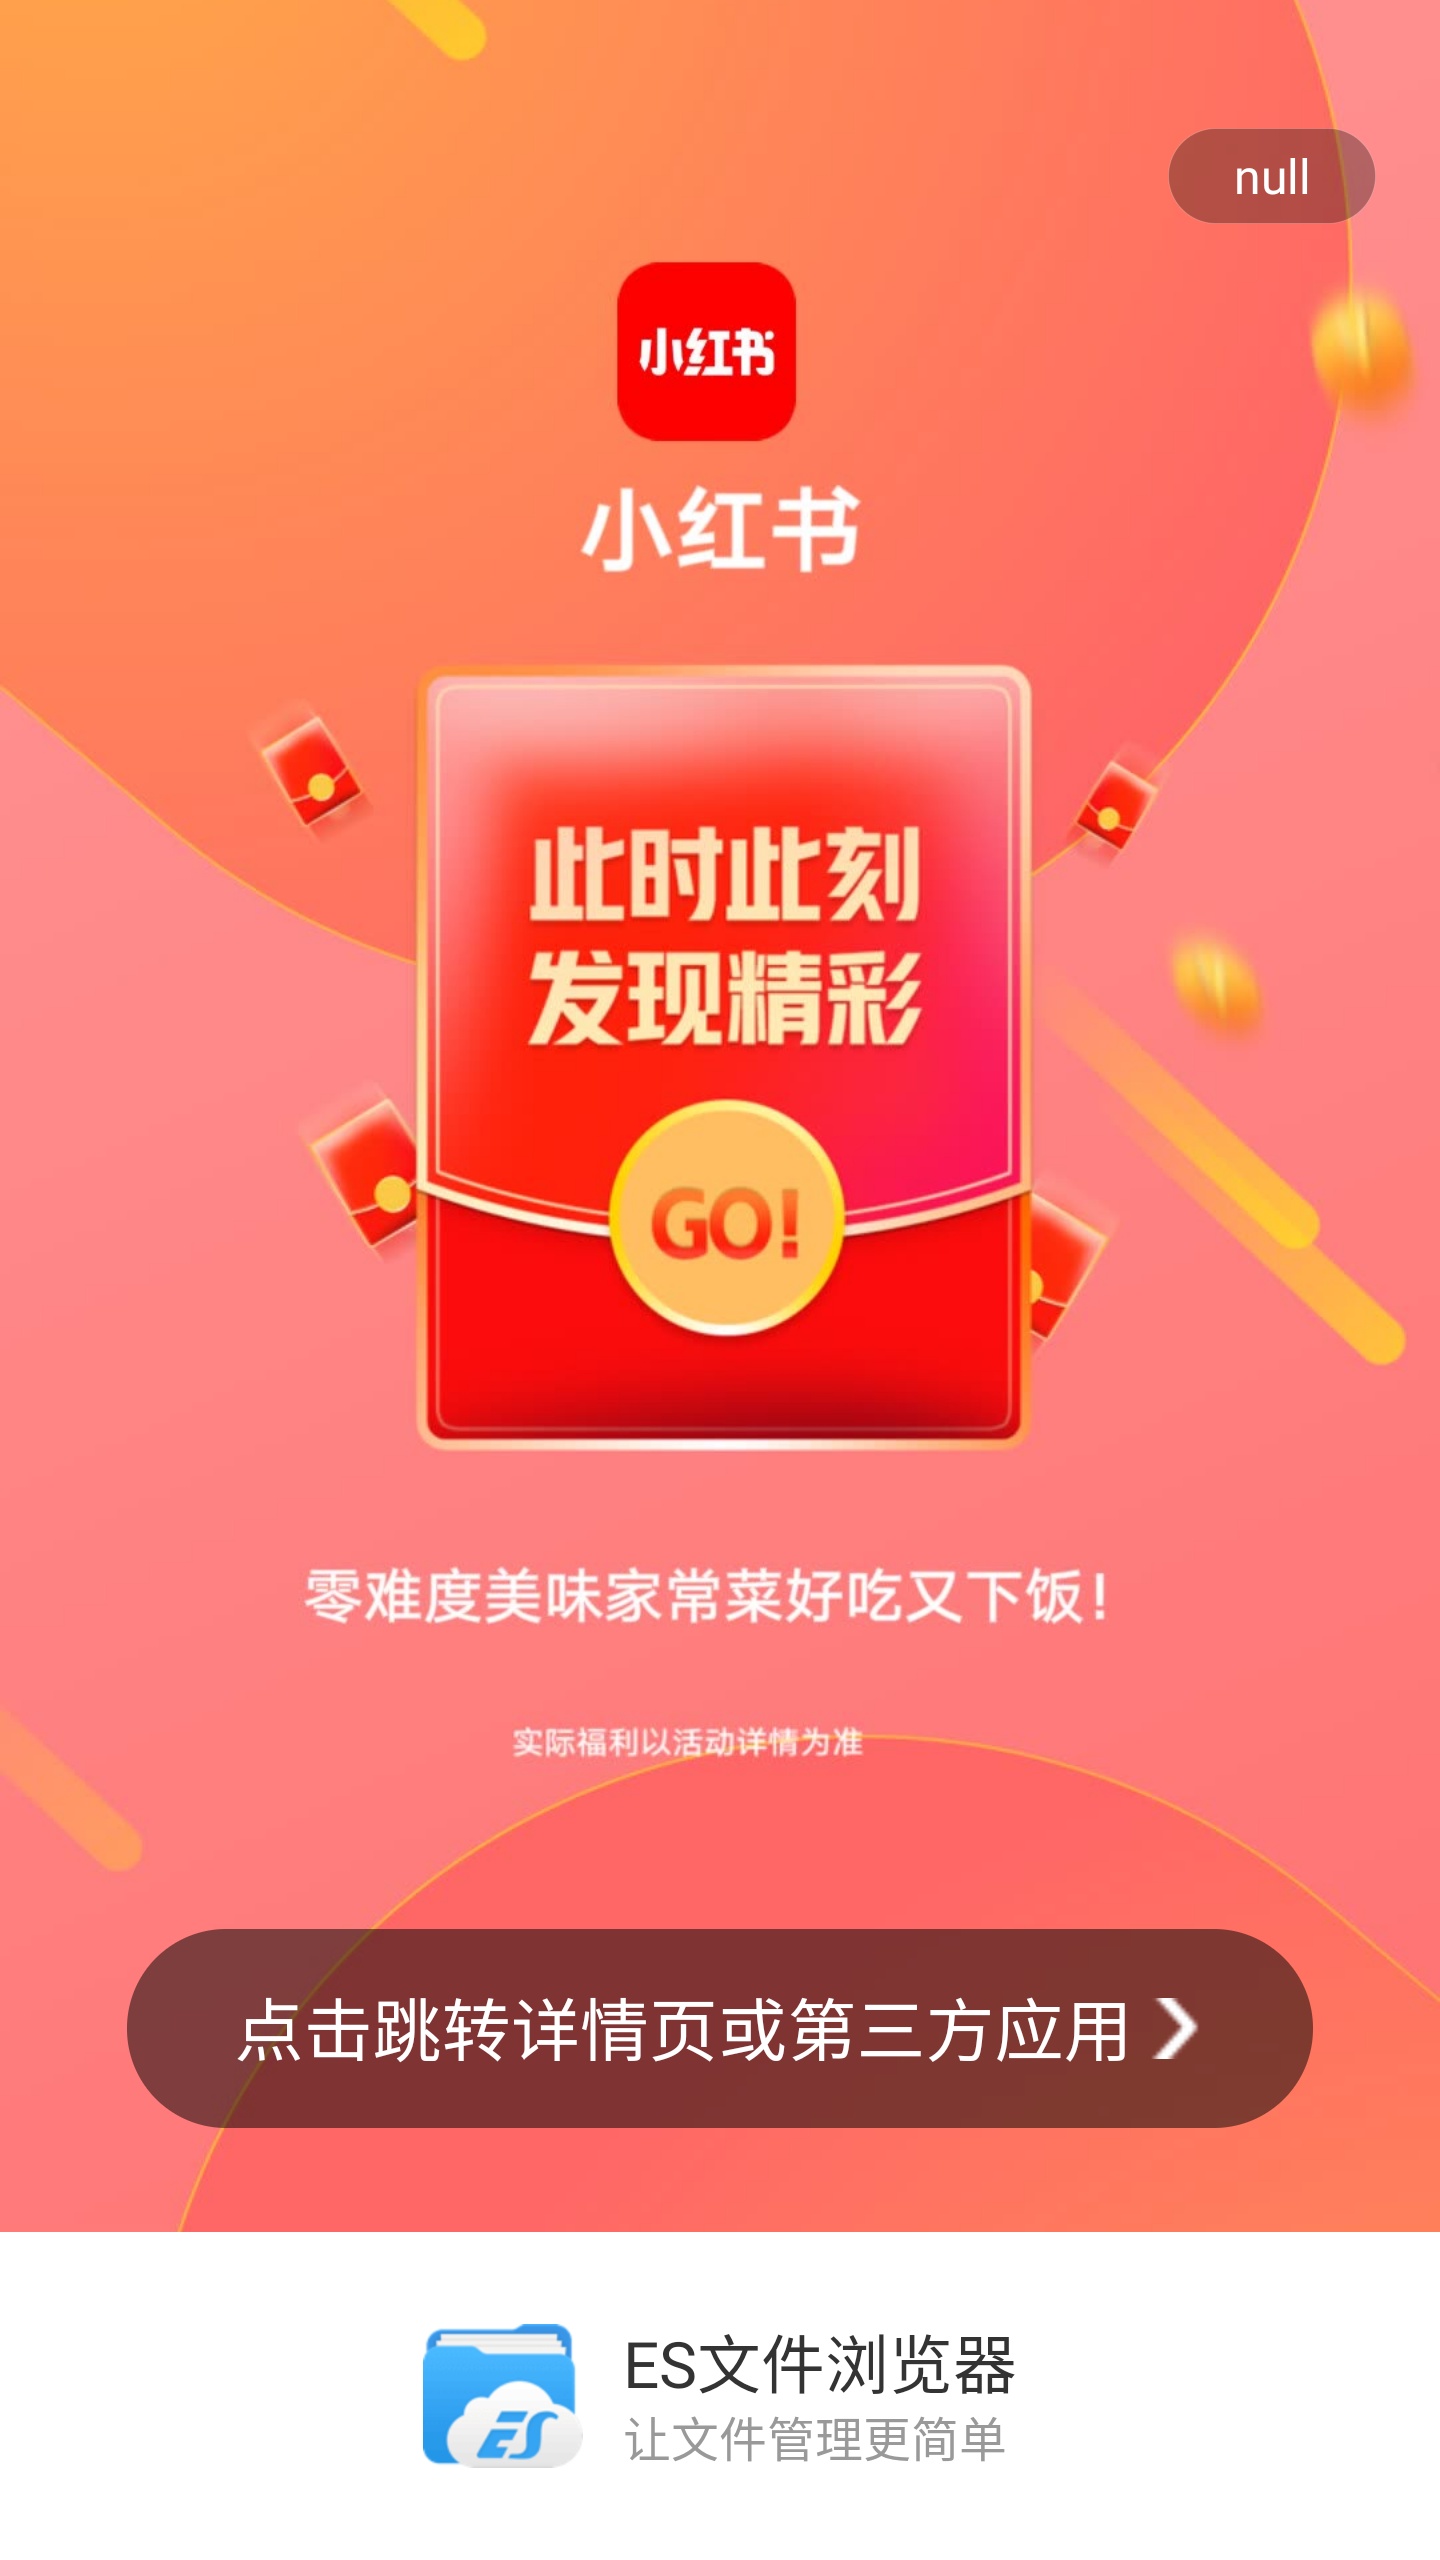 null
小红书
小红书
此时此刻
发现精彩
GO!
零难度美味家常菜好吃又下饭!
实际福利以活动详情为准
点击跳转详情页或第三方应用
ES
ES文件浏览器
让文件管理更简单